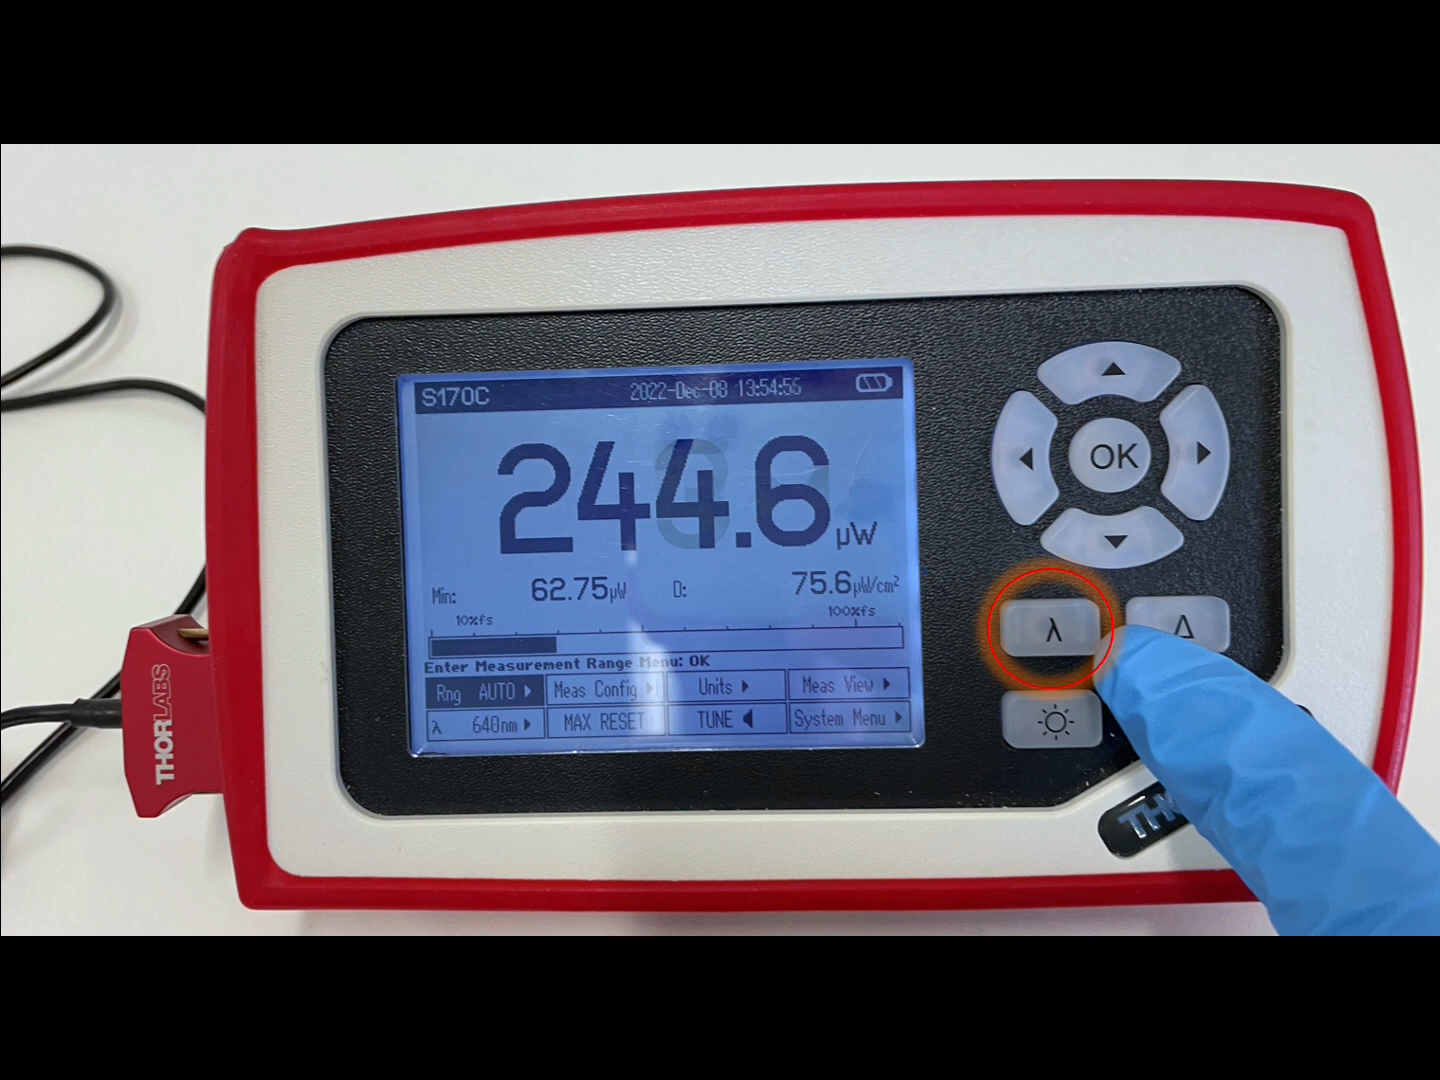 S170C 2022-Dec-08 13:54:56
244.6 µW
Min: 62.75µW D: 75.6µW/cm²
10%fs 100%fs
Enter Measurement Range Menu: OK
Rng AUTO Meas Config Units Meas View
λ 640nm MAX RESET TUNE System Menu
OK
λ Δ
THORLABS